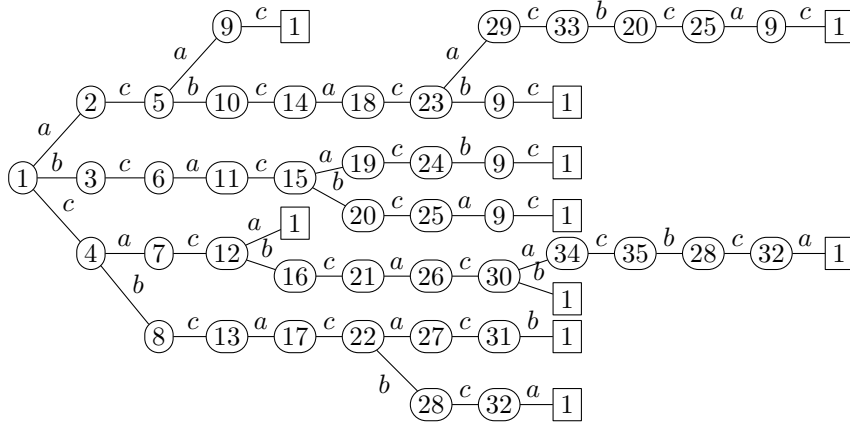 9 c 1 29 c 33 b 20 c 25 a 9 c 1
a a
2 c 5 b 10 c 14 a 18 c 23 b 9 c 1
a
1 b 3 c 6 a 11 c 15 a 19 c 24 b 9 c 1
c b 20 c 25 a 9 c 1
4 a 7 c 12 a 1
b 16 c 21 a 26 c 30 a 34 c 35 b 28 c 32 a 1
b b 1
8 c 13 a 17 c 22 a 27 c 31 b 1
b 28 c 32 a 1